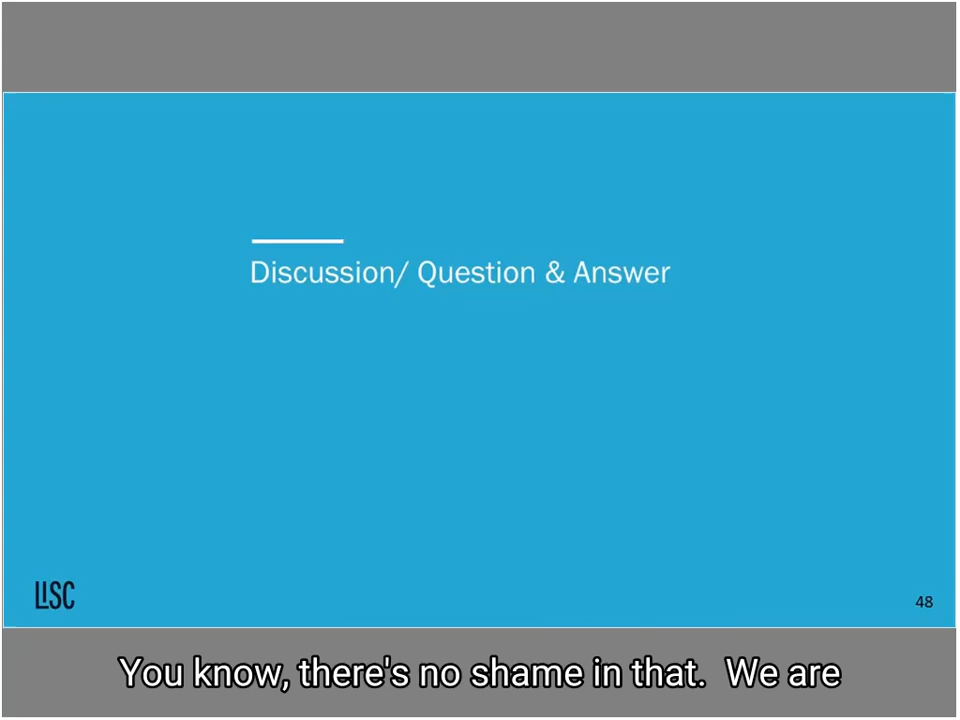 Discussion/ Question & Answer
LISC
48
You know, there's no shame in that.  We are